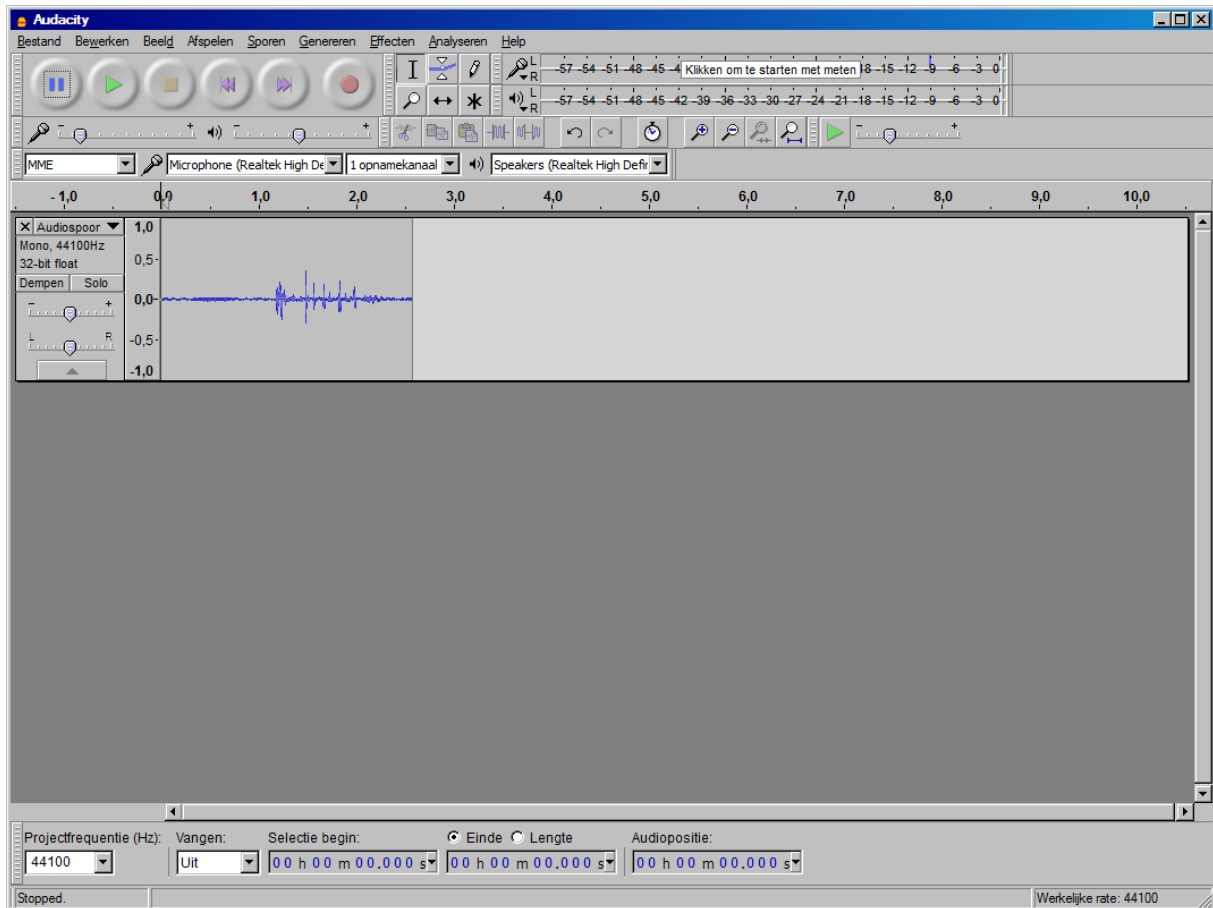 Audacity
Bestand Bewerken Beeld Afspelen Sporen Genereren Effecten Analyseren Help
L -57 -54 -51 -48 -45 -4 Klikken om te starten met meten 18 -15 -12 -9 -6 -3 0
R
L -57 -54 -51 -48 -45 -42 -39 -36 -33 -30 -27 -24 -21 -18 -15 -12 -9 -6 -3 0
R
- + - + - +
MME Microphone (Realtek High De 1 opnamekanaal Speakers (Realtek High Defir
- 1,0 0,0 1,0 2,0 3,0 4,0 5,0 6,0 7,0 8,0 9,0 10,0
X Audiospoor 1,0
Mono, 44100Hz
32-bit float 0,5-
Dempen Solo
- + 0,0-
L R -0,5-
-1,0
Projectfrequentie (Hz): Vangen: Selectie begin: Einde Lengte Audiopositie:
44100 Uit 00 h 00 m 00.000 s 00 h 00 m 00.000 s 00 h 00 m 00.000 s
Stopped. Werkelijke rate: 44100